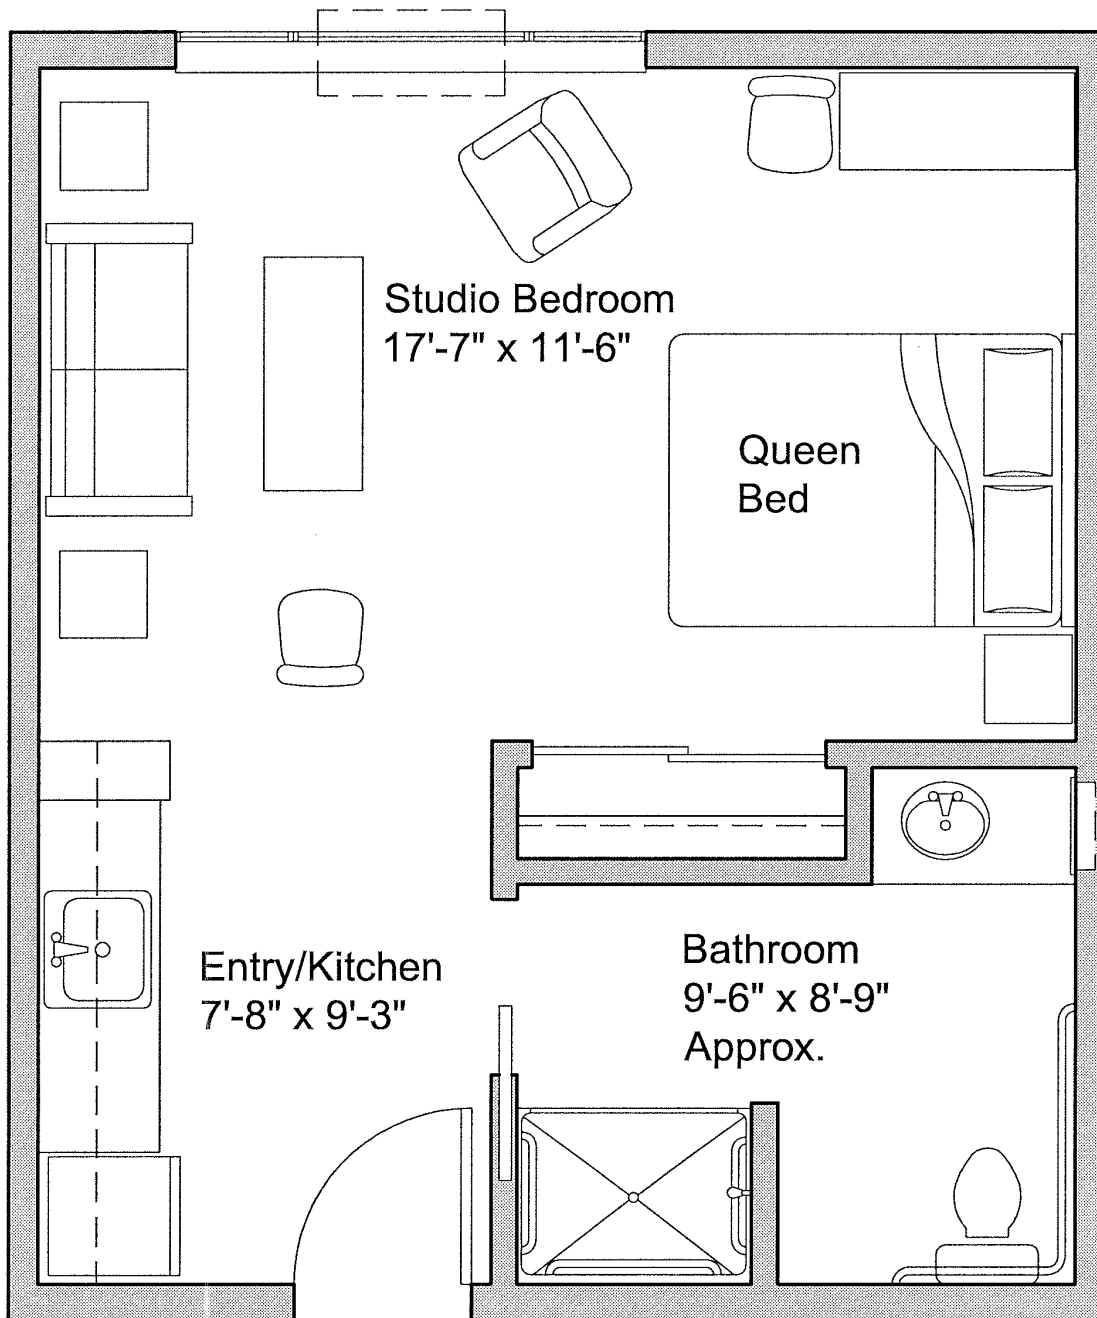 Studio Bedroom
17'-7" x 11'-6"
Queen
Bed
Entry/Kitchen
7'-8" x 9'-3"
Bathroom
9'-6" x 8'-9"
Approx.